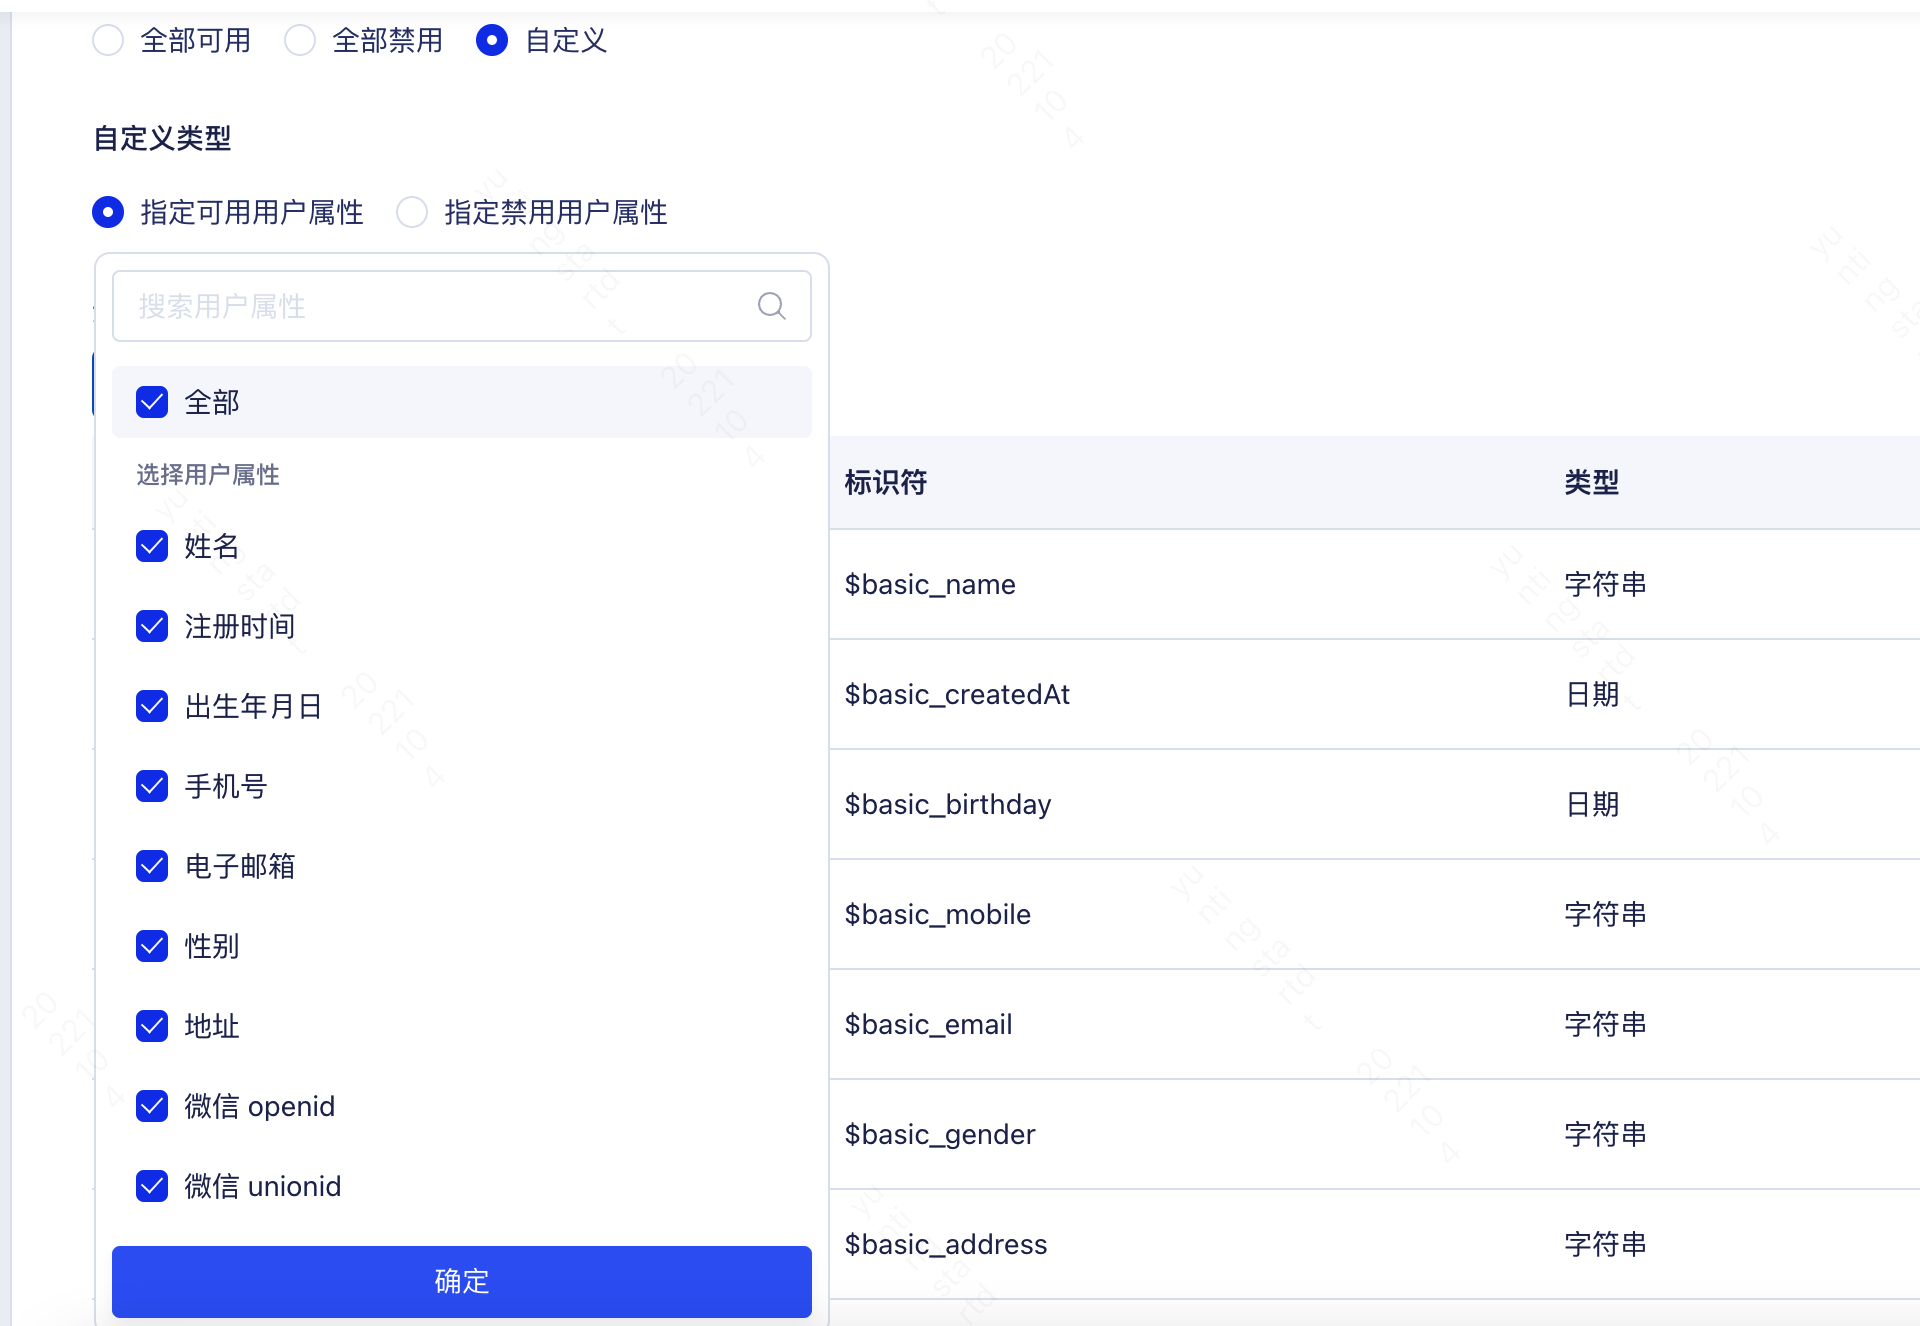 全部可用 全部禁用 自定义
自定义类型
指定可用用户属性 指定禁用用户属性
搜索用户属性
全部
选择用户属性
姓名
注册时间
出生年月日
手机号
电子邮箱
性别
地址
微信 openid
微信 unionid
确定
标识符 类型
$basic_name 字符串
$basic_createdAt 日期
$basic_birthday 日期
$basic_mobile 字符串
$basic_email 字符串
$basic_gender 字符串
$basic_address 字符串